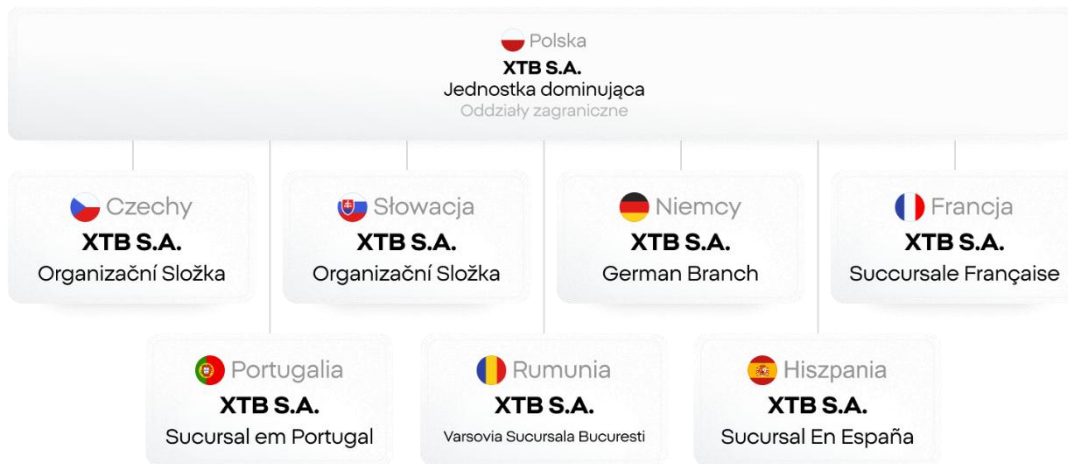 Polska
XTB S.A.
Jednostka dominująca
Oddziały zagraniczne
Czechy
XTB S.A.
Organizační Složka
Słowacja
XTB S.A.
Organizační Složka
Niemcy
XTB S.A.
German Branch
Francja
XTB S.A.
Succursale Française
Portugalia
XTB S.A.
Sucursal em Portugal
Rumunia
XTB S.A.
Varsovia Sucursala Bucuresti
Hiszpania
XTB S.A.
Sucursal En España